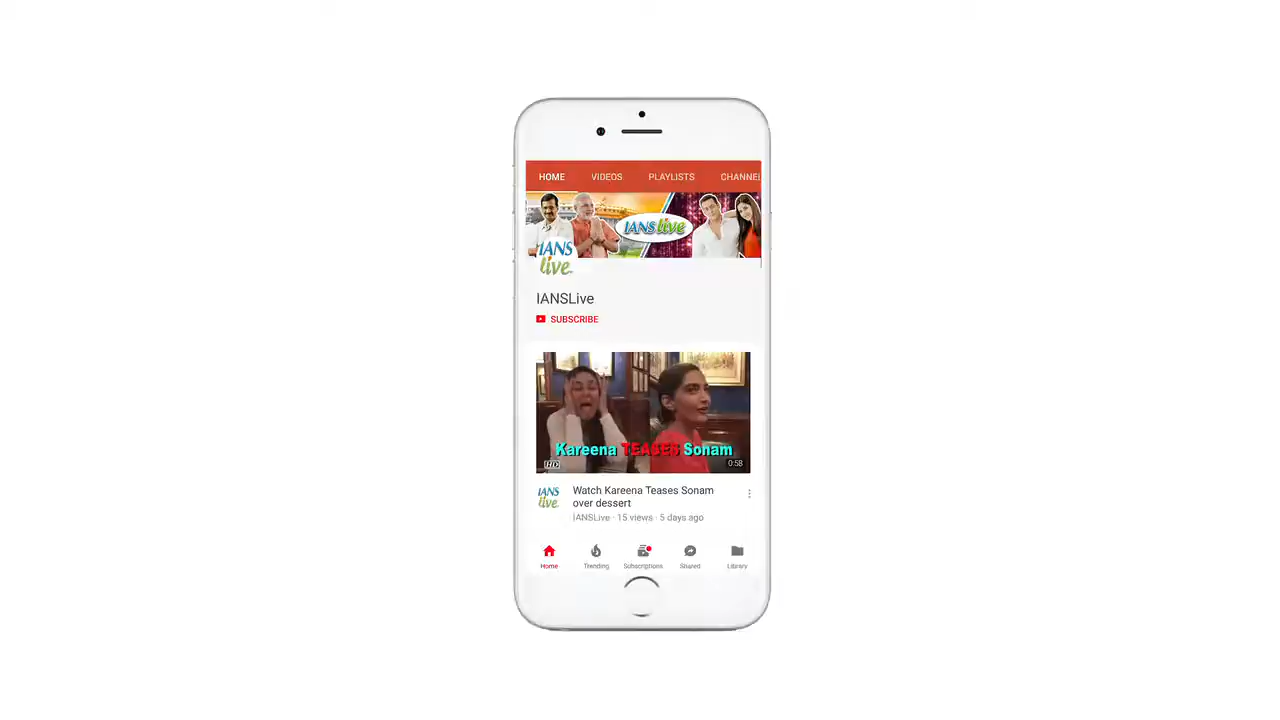 HOME VIDEOS PLAYLISTS CHANNEL
IANS live
IANS
live
IANSLive
SUBSCRIBE
Kareena TEASES Sonam
HD
0:58
IANS
live
Watch Kareena Teases Sonam
over dessert
IANSLive · 15 views · 5 days ago
Home Trending Subscriptions Shared Library